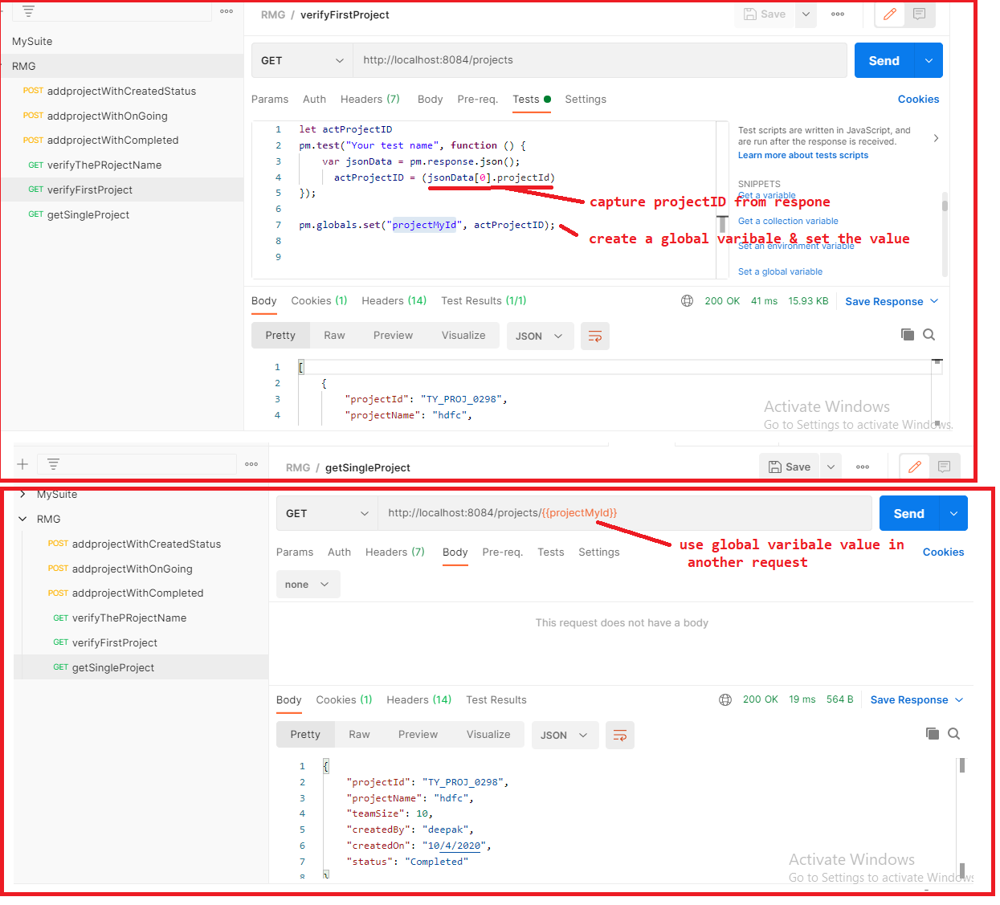 RMG / verifyFirstProject
Save
MySuite
RMG
POST addprojectWithCreatedStatus
POST addprojectWithOnGoing
POST addprojectWithCompleted
GET verifyThePRojectName
GET verifyFirstProject
GET getSingleProject
GET http://localhost:8084/projects
Send
Params Auth Headers (7) Body Pre-req. Tests Settings
Cookies
1 let actProjectID
2 pm.test("Your test name", function () {
3 var jsonData = pm.response.json();
4 actProjectID = (jsonData[0].projectId)
5 });
6
7 pm.globals.set("projectMyId", actProjectID);
8
9
capture projectID from respone
create a global varibale & set the value
Test scripts are written in JavaScript, and
are run after the response is received.
Learn more about tests scripts
SNIPPETS
Get a variable
Get a collection variable
Set an environment variable
Set a global variable
Body Cookies (1) Headers (14) Test Results (1/1)
200 OK 41 ms 15.93 KB Save Response
Pretty Raw Preview Visualize JSON
1 [
2 {
3 "projectId": "TY_PROJ_0298",
4 "projectName": "hdfc",
Activate Windows
Go to Settings to activate Windows.
RMG / getSingleProject
Save
MySuite
RMG
POST addprojectWithCreatedStatus
POST addprojectWithOnGoing
POST addprojectWithCompleted
GET verifyThePRojectName
GET verifyFirstProject
GET getSingleProject
GET http://localhost:8084/projects/{{projectMyId}}
Send
use global varibale value in
another request
Params Auth Headers (7) Body Pre-req. Tests Settings
Cookies
none
This request does not have a body
Body Cookies (1) Headers (14) Test Results
200 OK 19 ms 564 B Save Response
Pretty Raw Preview Visualize JSON
1 {
2 "projectId": "TY_PROJ_0298",
3 "projectName": "hdfc",
4 "teamSize": 10,
5 "createdBy": "deepak",
6 "createdOn": "10/4/2020",
7 "status": "Completed"
8 }
Activate Windows
Go to Settings to activate Windows